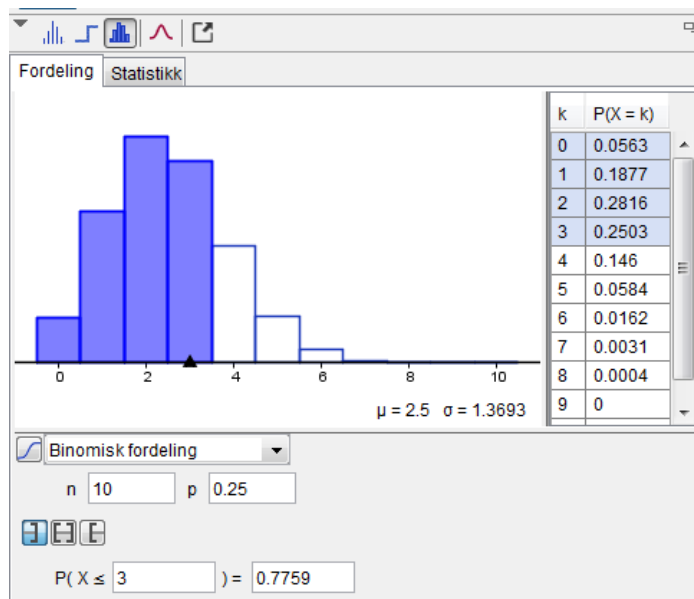 Fordeling Statistikk
k P(X = k)
0 0.0563
1 0.1877
2 0.2816
3 0.2503
4 0.146
5 0.0584
6 0.0162
7 0.0031
8 0.0004
9 0
0 2 4 6 8 10
μ = 2.5 σ = 1.3693
Binomisk fordeling
n 10 p 0.25
P( X ≤ 3 ) = 0.7759